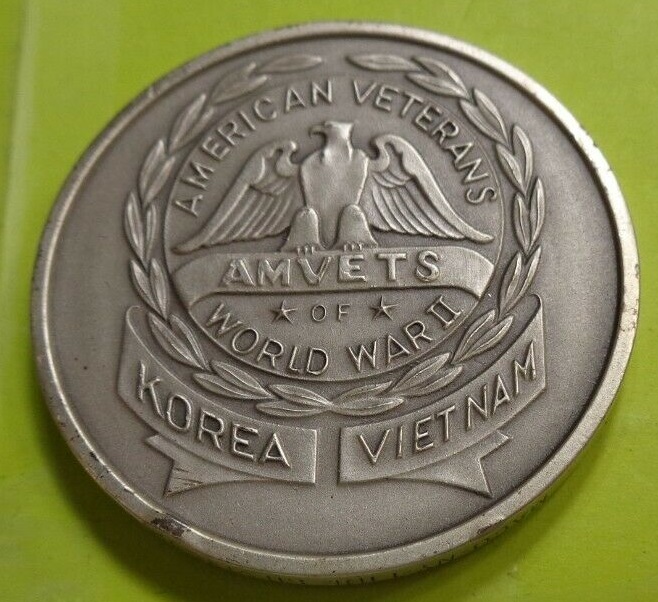 AMERICAN VETERANS
AMVETS
OF
WORLD WAR II
KOREA
VIETNAM